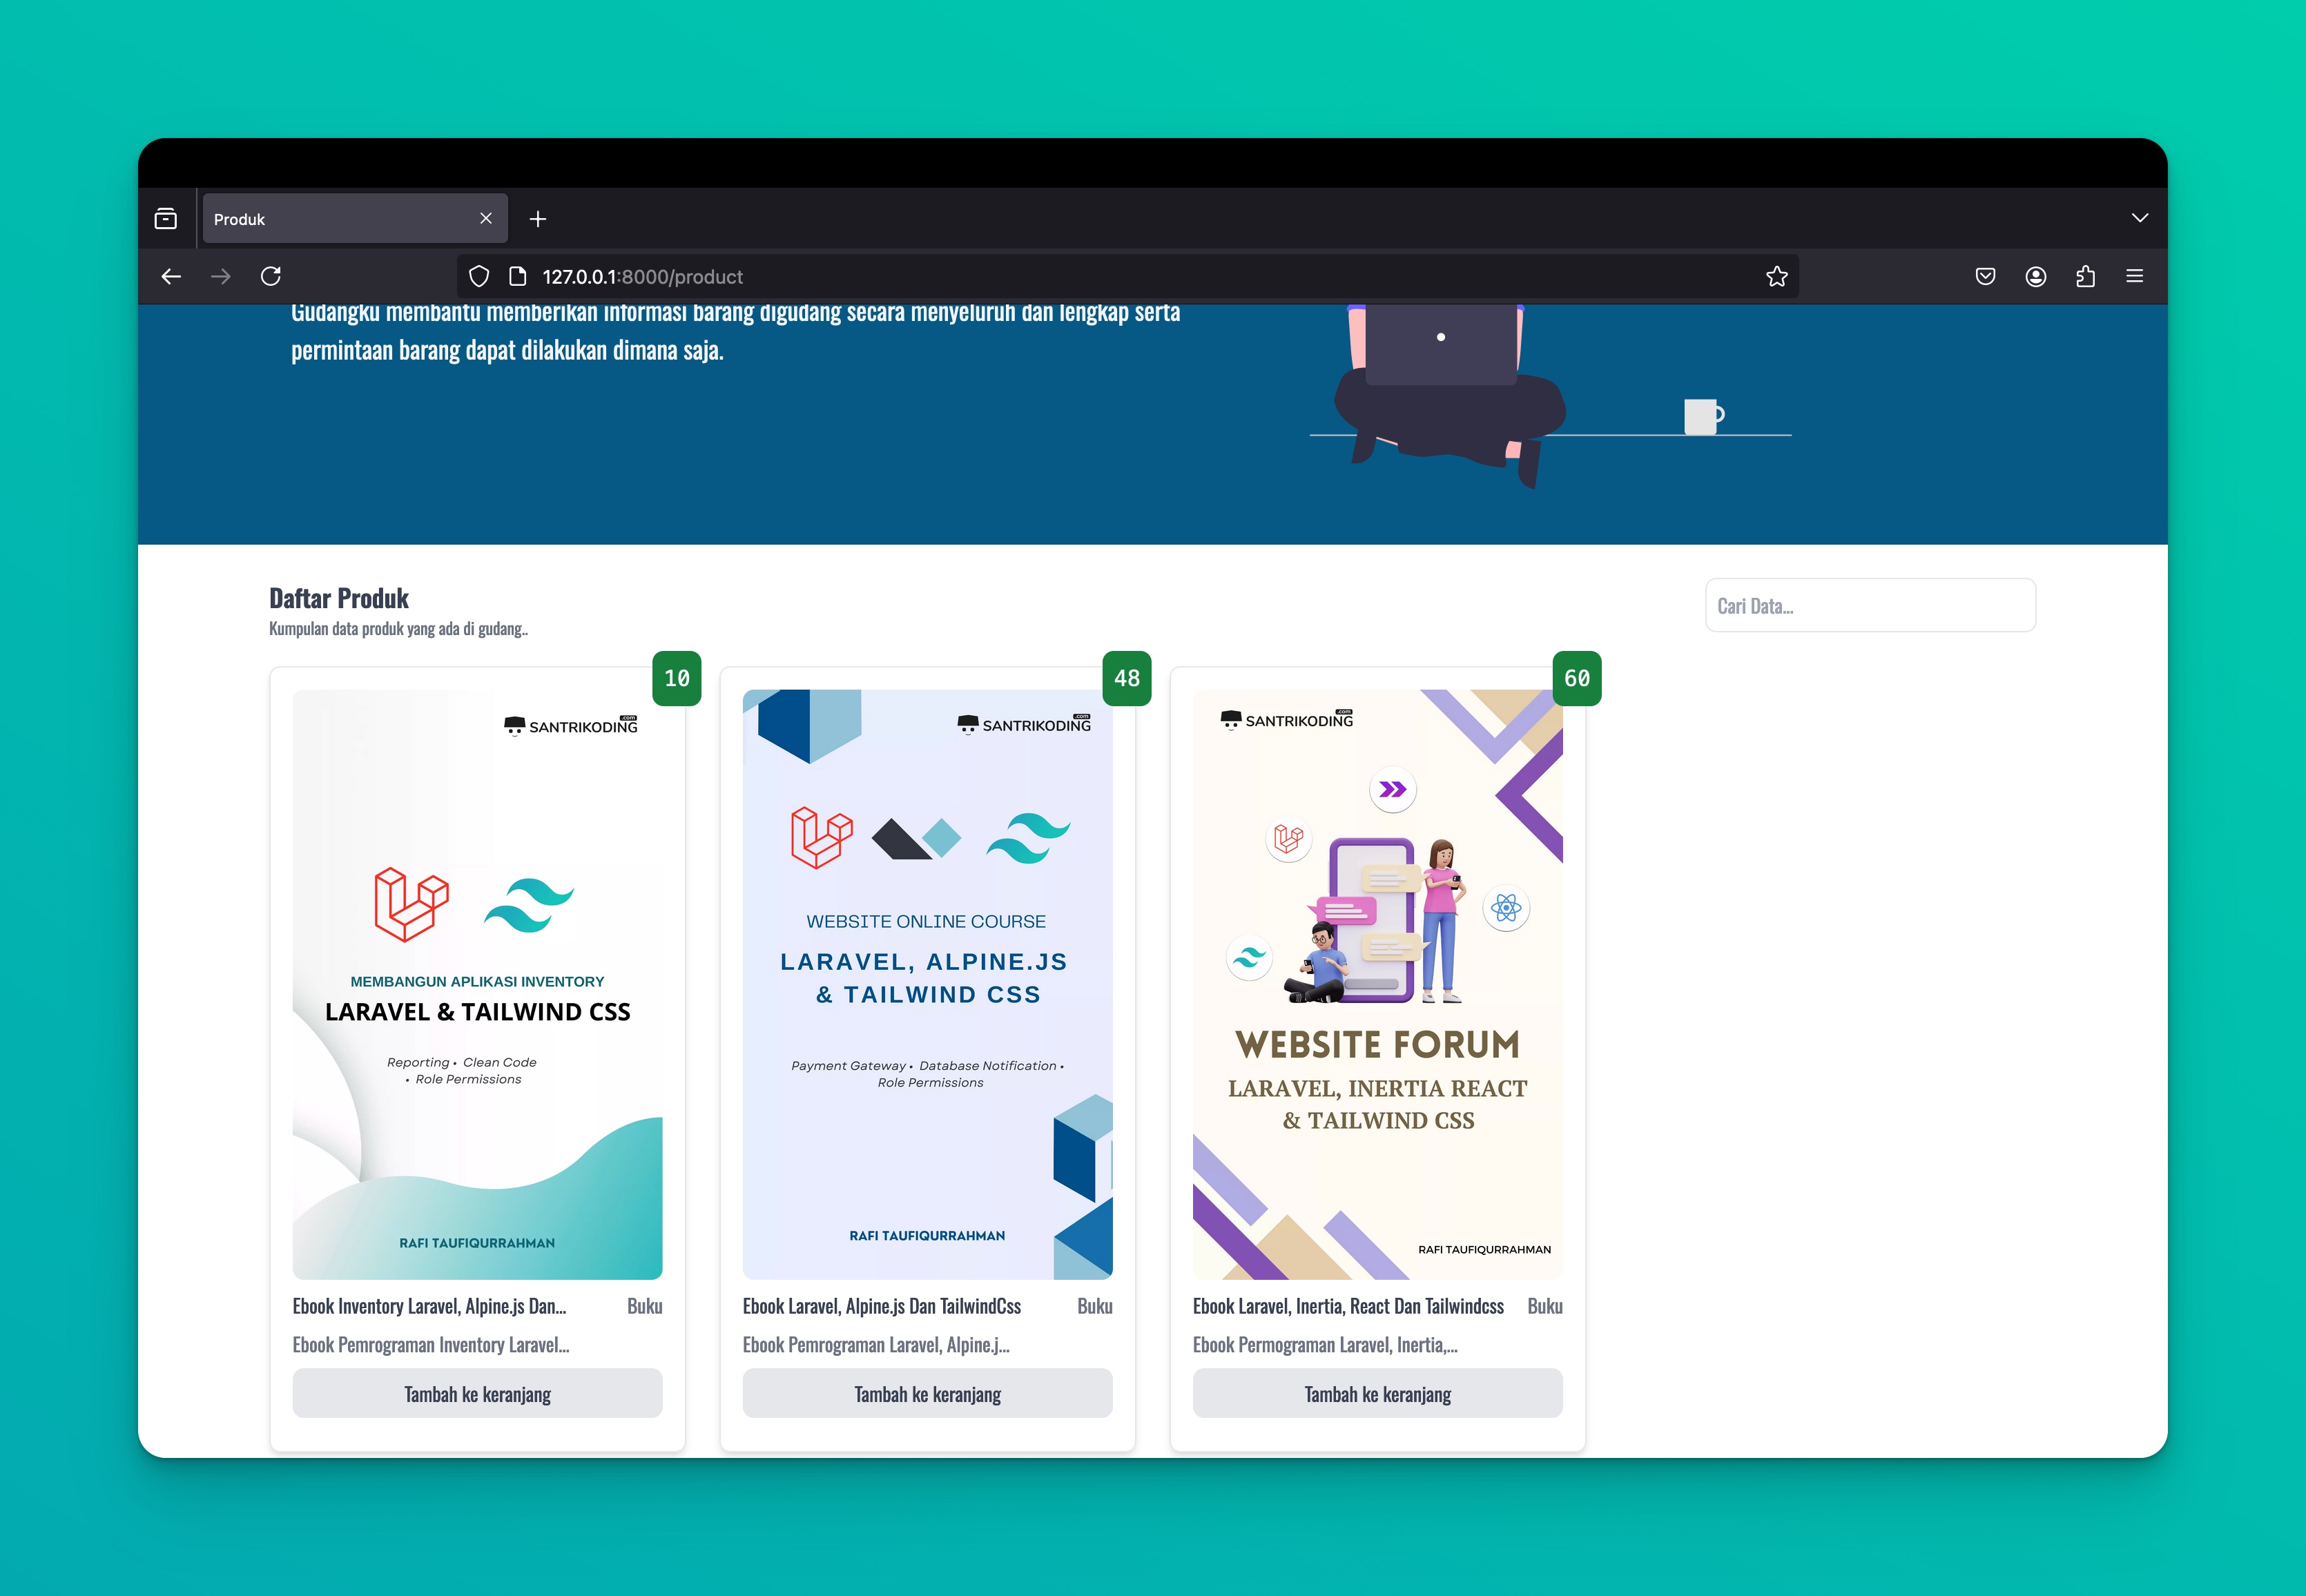 Produk
127.0.0.1:8000/product
Gudangku membantu memberikan informasi barang digudang secara menyeluruh dan lengkap serta
permintaan barang dapat dilakukan dimana saja.
Daftar Produk
Kumpulan data produk yang ada di gudang..
Cari Data...
10
SANTRIKODING
.com
MEMBANGUN APLIKASI INVENTORY
LARAVEL & TAILWIND CSS
Reporting • Clean Code
• Role Permissions
RAFI TAUFIQURRAHMAN
Ebook Inventory Laravel, Alpine.js Dan... Buku
Ebook Pemrograman Inventory Laravel...
Tambah ke keranjang
48
SANTRIKODING
.com
WEBSITE ONLINE COURSE
LARAVEL, ALPINE.JS
& TAILWIND CSS
Payment Gateway • Database Notification •
Role Permissions
RAFI TAUFIQURRAHMAN
Ebook Laravel, Alpine.js Dan TailwindCss Buku
Ebook Pemrograman Laravel, Alpine.j...
Tambah ke keranjang
60
SANTRIKODING
.com
WEBSITE FORUM
LARAVEL, INERTIA REACT
& TAILWIND CSS
RAFI TAUFIQURRAHMAN
Ebook Laravel, Inertia, React Dan Tailwindcss Buku
Ebook Permograman Laravel, Inertia,...
Tambah ke keranjang